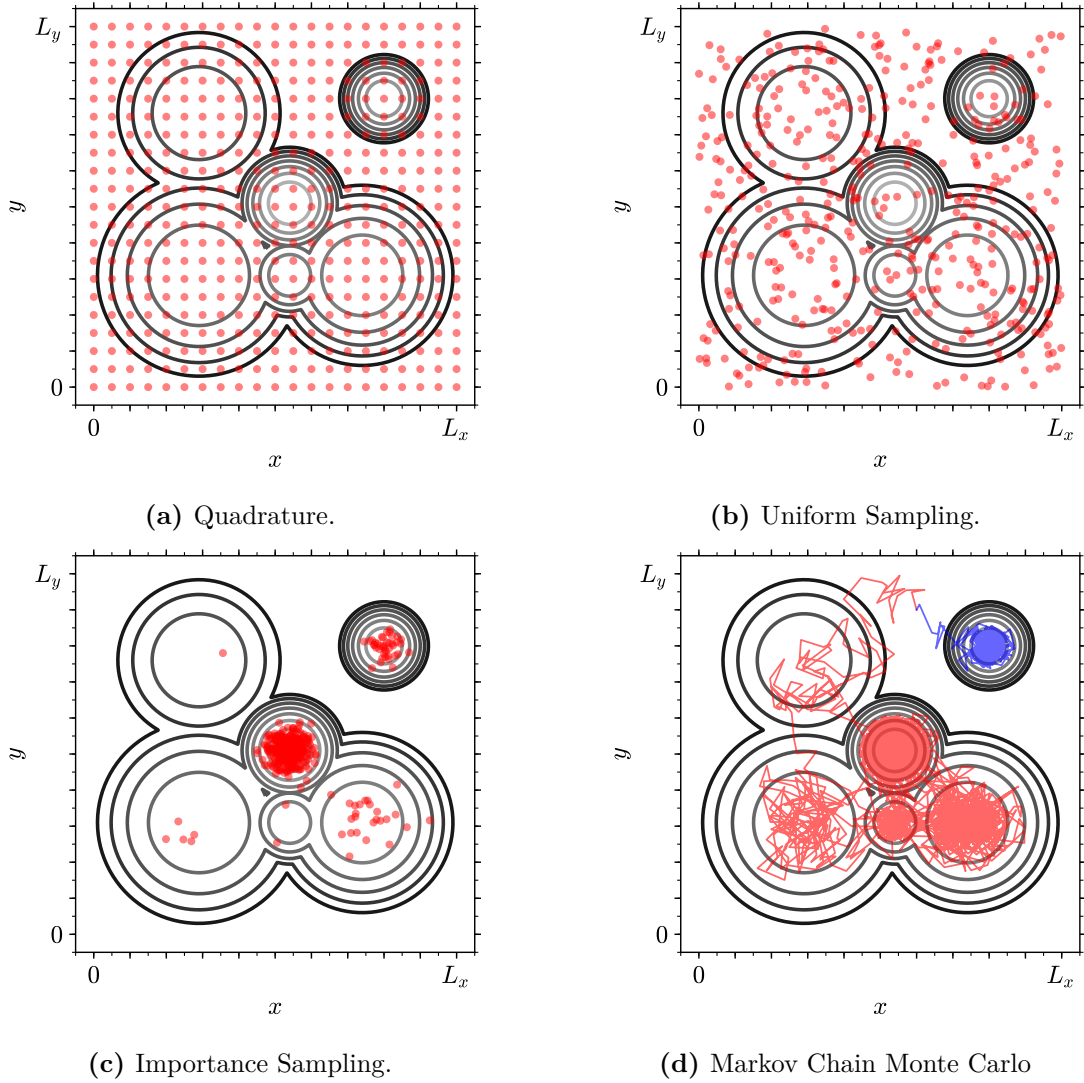 L_y
y
0
0
L_x
x
(a) Quadrature.
L_y
y
0
0
L_x
x
(b) Uniform Sampling.
L_y
y
0
0
L_x
x
(c) Importance Sampling.
L_y
y
0
0
L_x
x
(d) Markov Chain Monte Carlo